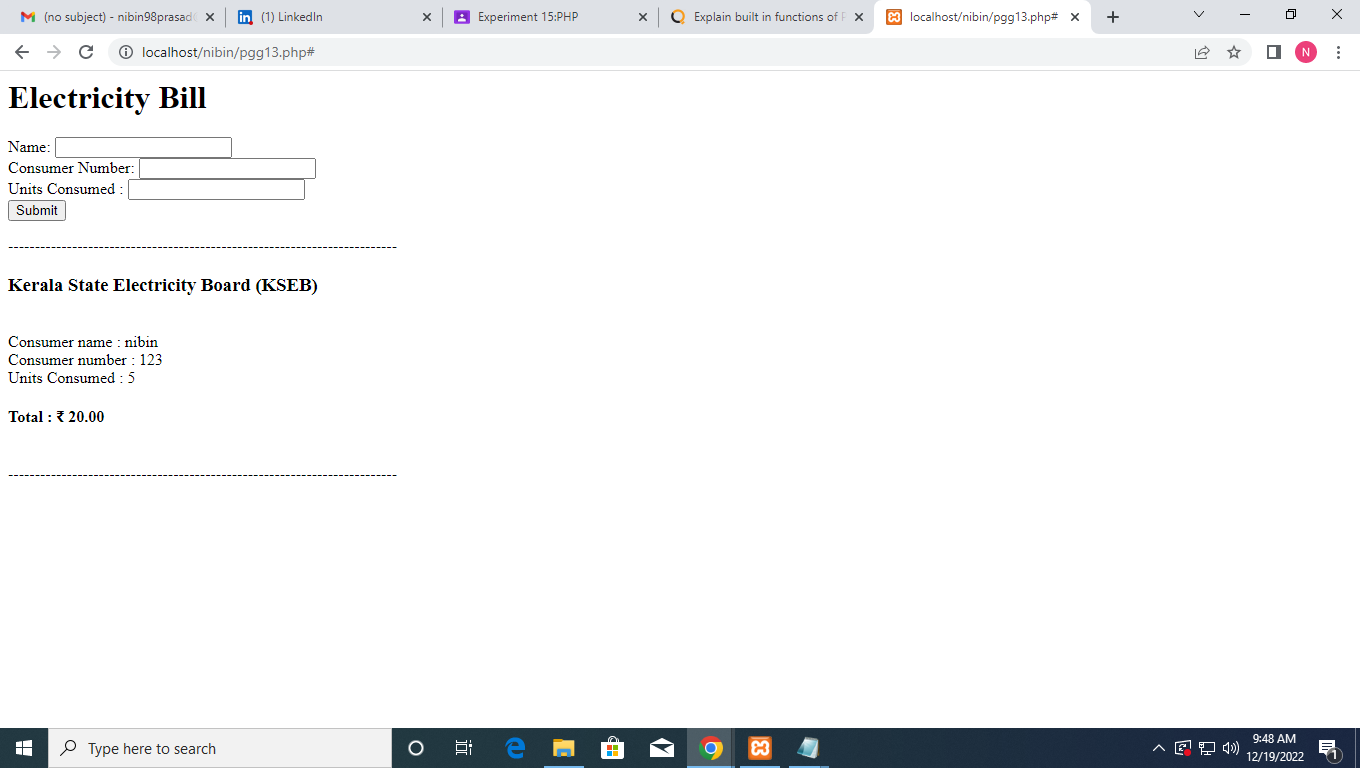 (no subject) - nibin98prasad
(1) LinkedIn
Experiment 15:PHP
Explain built in functions of P
localhost/nibin/pgg13.php#
localhost/nibin/pgg13.php#
N
Electricity Bill
Name:
Consumer Number:
Units Consumed :
Submit
-------------------------------------------------------------------------
Kerala State Electricity Board (KSEB)
Consumer name : nibin
Consumer number : 123
Units Consumed : 5
Total : ₹ 20.00
-------------------------------------------------------------------------
Type here to search
9:48 AM
12/19/2022
1